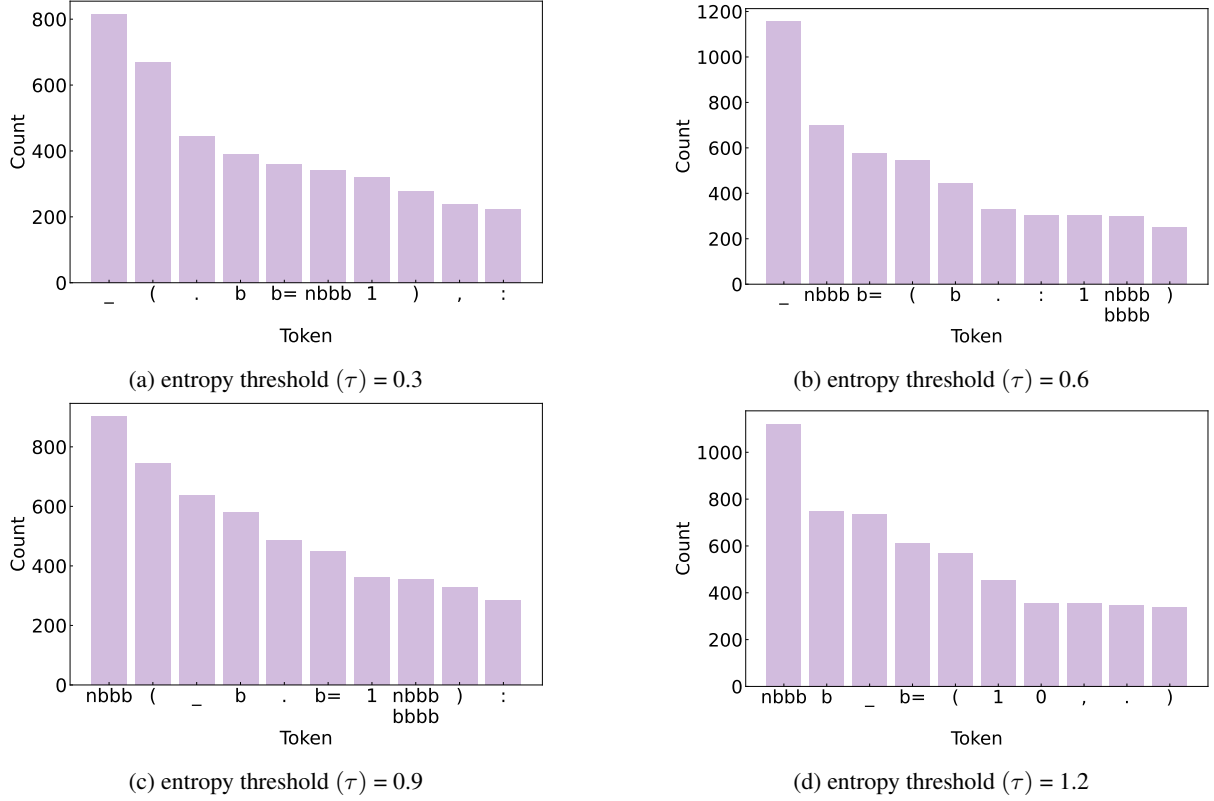 800
600
400
200
0
Count
_ ( . b b= nbbb 1 ) , :
Token
(a) entropy threshold (τ) = 0.3
1200
1000
800
600
400
200
0
Count
_ nbbb b= ( b . : 1 nbbb )
bbbb
Token
(b) entropy threshold (τ) = 0.6
800
600
400
200
0
Count
nbbb ( _ b . b= 1 nbbb ) :
bbbb
Token
(c) entropy threshold (τ) = 0.9
1000
800
600
400
200
0
Count
nbbb b _ b= ( 1 0 , . )
Token
(d) entropy threshold (τ) = 1.2